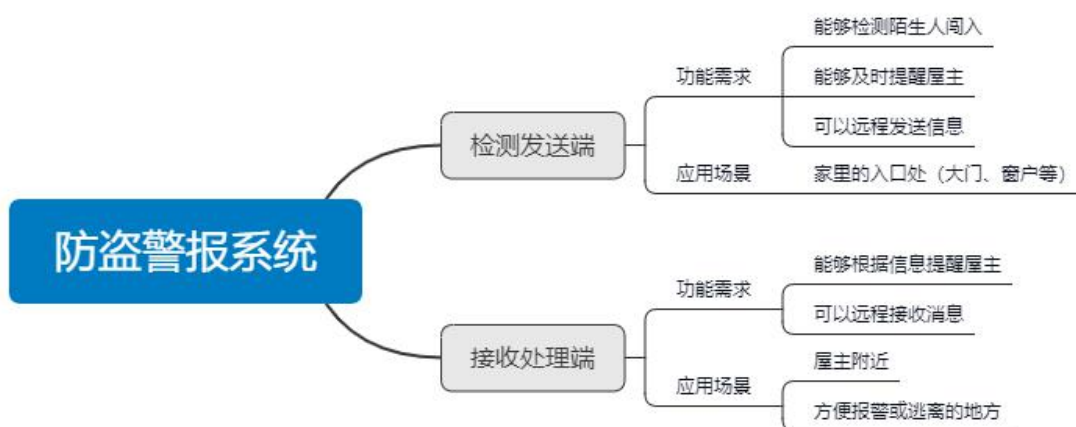 防盗警报系统
检测发送端
功能需求
能够检测陌生人闯入
能够及时提醒屋主
可以远程发送信息
应用场景
家里的入口处（大门、窗户等）
接收处理端
功能需求
能够根据信息提醒屋主
可以远程接收消息
应用场景
屋主附近
方便报警或逃离的地方